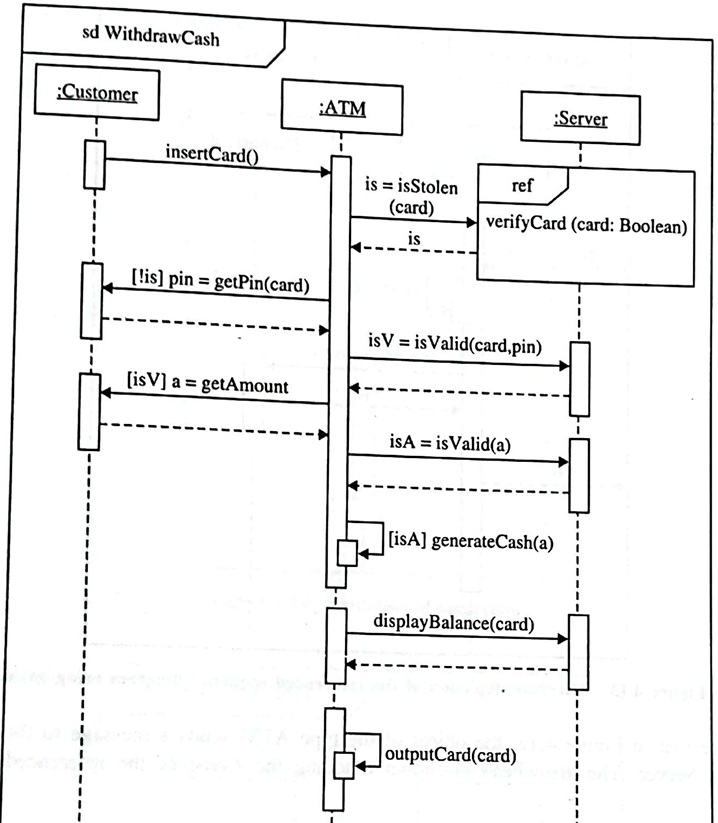 sd WithdrawCash
:Customer
:ATM
:Server
insertCard()
ref
is = isStolen
(card)
verifyCard (card: Boolean)
is
[!is] pin = getPin(card)
isV = isValid(card,pin)
[isV] a = getAmount
isA = isValid(a)
[isA] generateCash(a)
displayBalance(card)
outputCard(card)